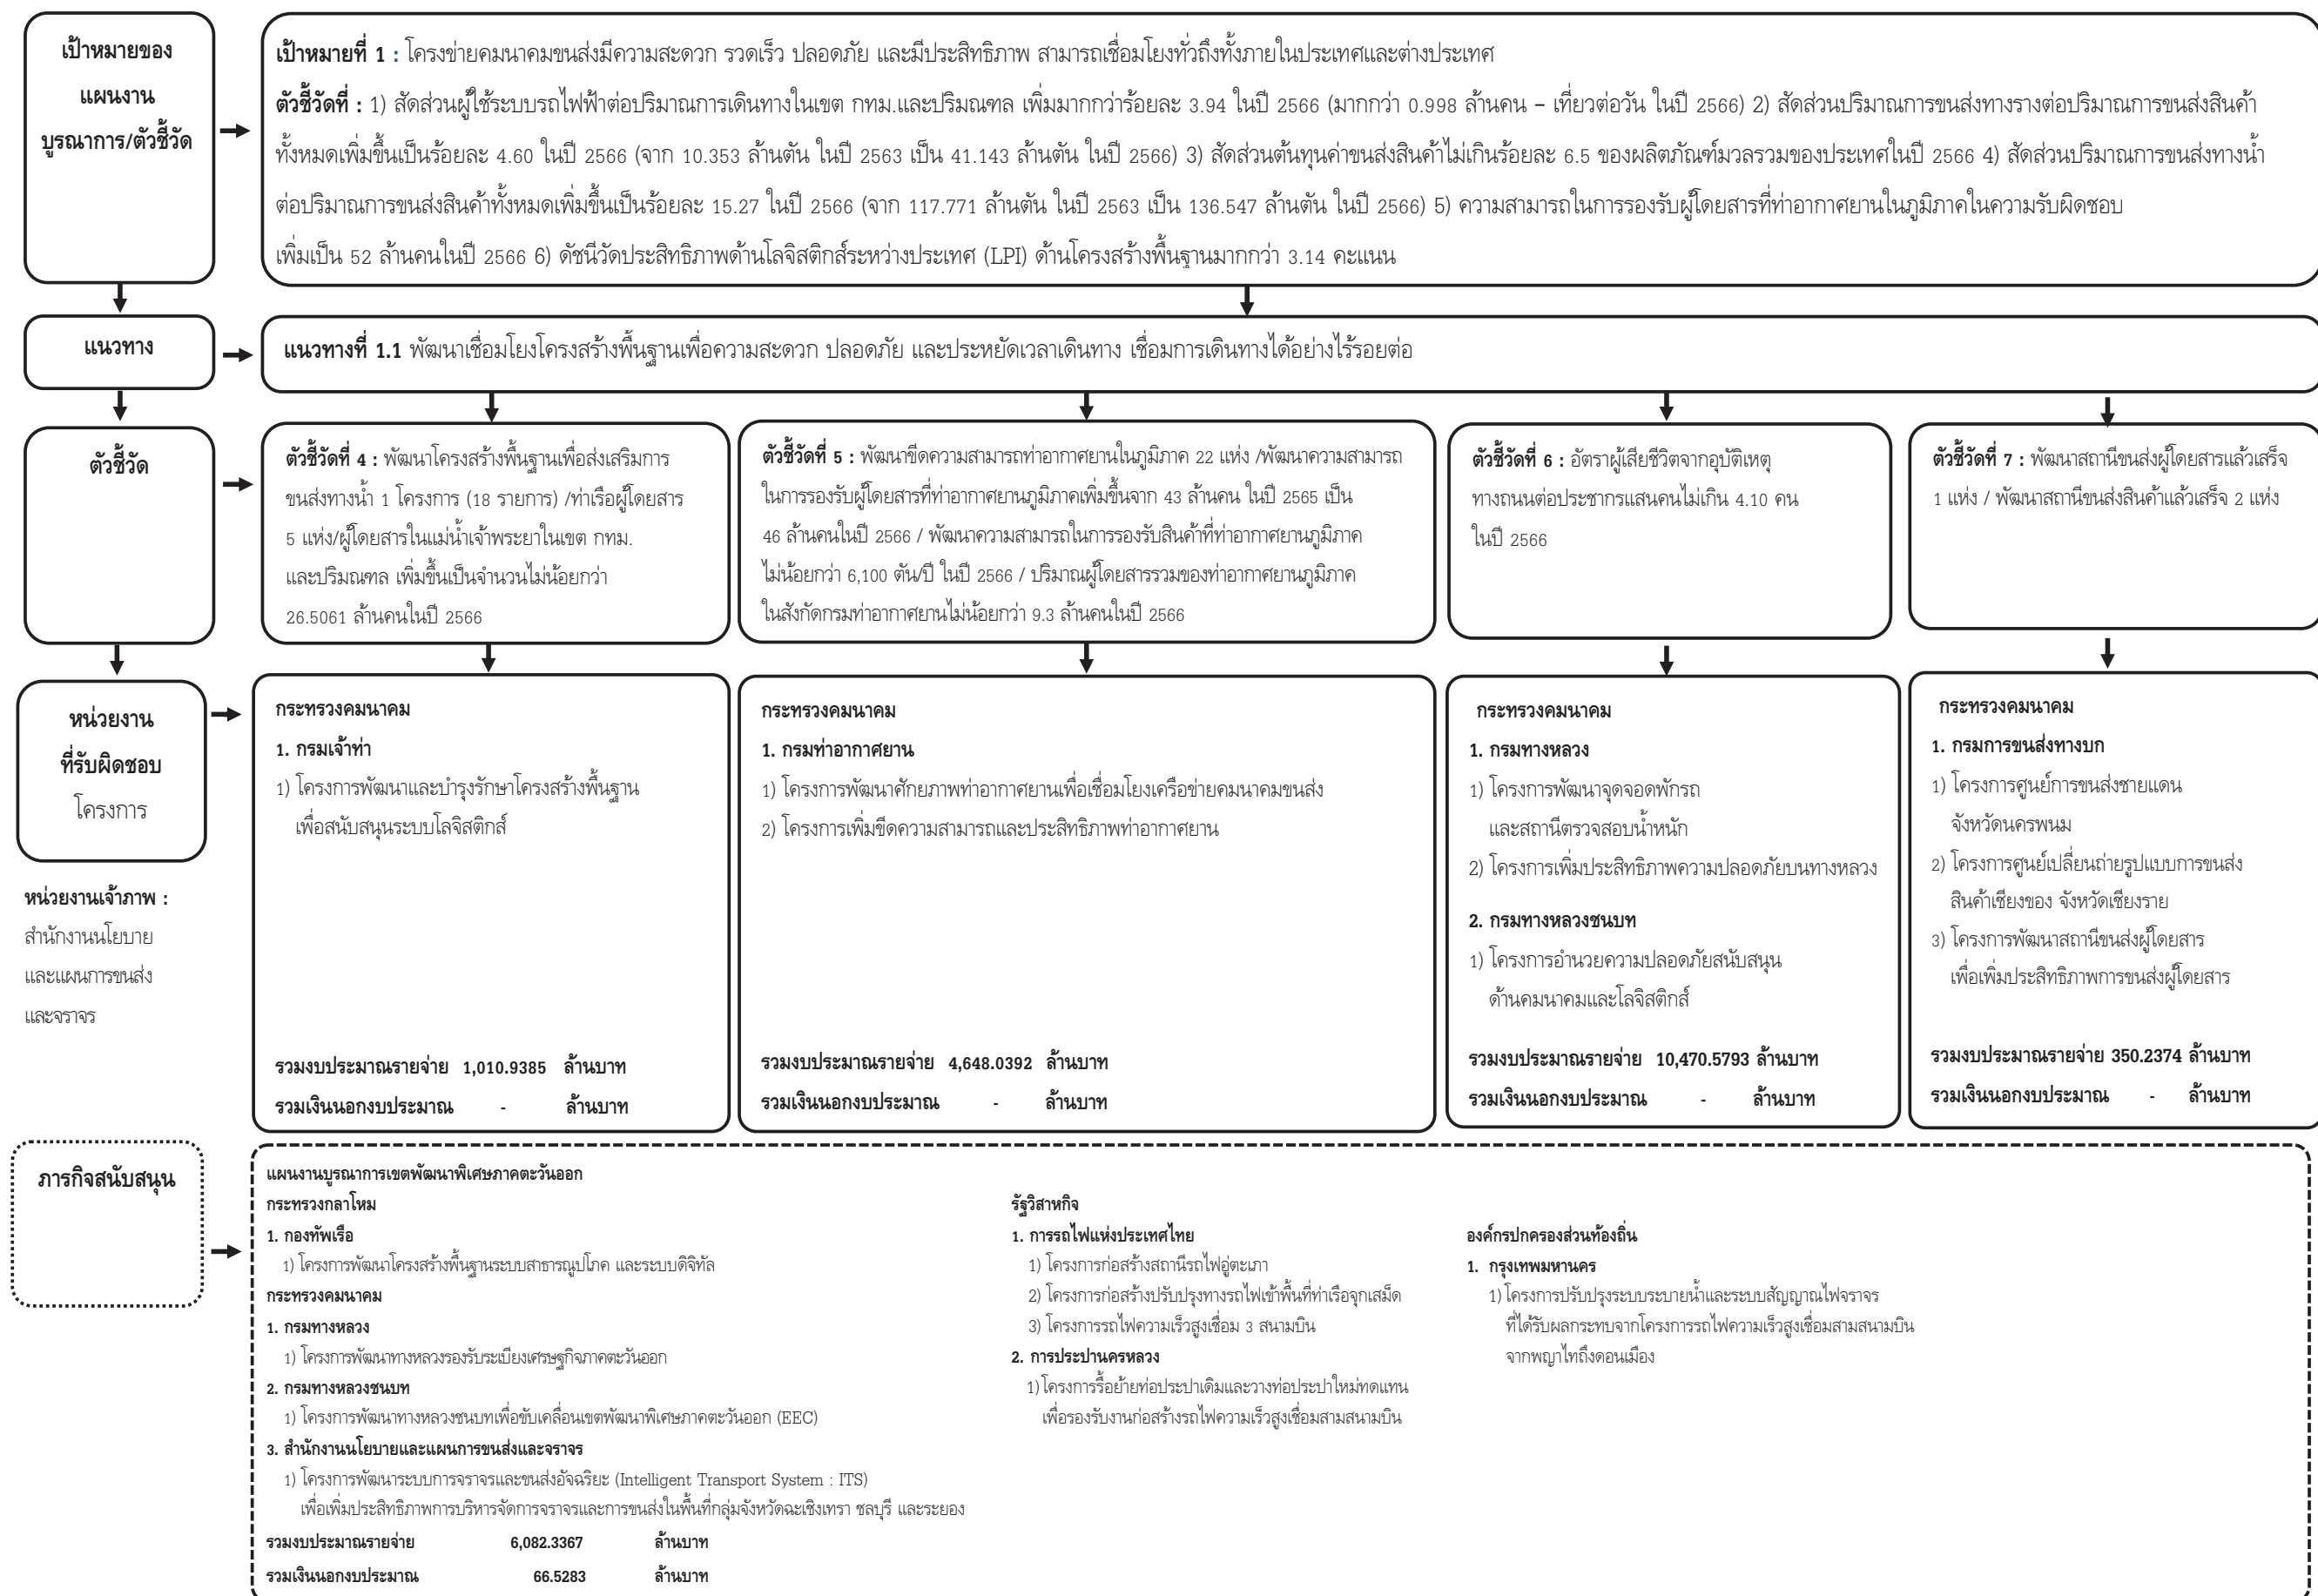 เป้าหมายของ
แผนงาน
บูรณาการ/ตัวชี้วัด
เป้าหมายที่ 1 : โครงข่ายคมนาคมขนส่งมีความสะดวก รวดเร็ว ปลอดภัย และมีประสิทธิภาพ สามารถเชื่อมโยงทั่วถึงทั้งภายในประเทศและต่างประเทศ
ตัวชี้วัดที่ : 1) สัดส่วนผู้ใช้ระบบรถไฟฟ้าต่อปริมาณการเดินทางในเขต กทม.และปริมณฑล เพิ่มมากกว่าร้อยละ 3.94 ในปี 2566 (มากกว่า 0.998 ล้านคน – เที่ยวต่อวัน ในปี 2566) 2) สัดส่วนปริมาณการขนส่งทางรางต่อปริมาณการขนส่งสินค้า
ทั้งหมดเพิ่มขึ้นเป็นร้อยละ 4.60 ในปี 2566 (จาก 10.353 ล้านตัน ในปี 2563 เป็น 41.143 ล้านตัน ในปี 2566) 3) สัดส่วนต้นทุนค่าขนส่งสินค้าไม่เกินร้อยละ 6.5 ของผลิตภัณฑ์มวลรวมของประเทศในปี 2566 4) สัดส่วนปริมาณการขนส่งทางน้ำ
ต่อปริมาณการขนส่งสินค้าทั้งหมดเพิ่มขึ้นเป็นร้อยละ 15.27 ในปี 2566 (จาก 117.771 ล้านตัน ในปี 2563 เป็น 136.547 ล้านตัน ในปี 2566) 5) ความสามารถในการรองรับผู้โดยสารที่ท่าอากาศยานในภูมิภาคในความรับผิดชอบ
เพิ่มเป็น 52 ล้านคนในปี 2566 6) ดัชนีวัดประสิทธิภาพด้านโลจิสติกส์ระหว่างประเทศ (LPI) ด้านโครงสร้างพื้นฐานมากกว่า 3.14 คะแนน
แนวทาง
แนวทางที่ 1.1 พัฒนาเชื่อมโยงโครงสร้างพื้นฐานเพื่อความสะดวก ปลอดภัย และประหยัดเวลาเดินทาง เชื่อมการเดินทางได้อย่างไร้รอยต่อ
ตัวชี้วัด
ตัวชี้วัดที่ 4 : พัฒนาโครงสร้างพื้นฐานเพื่อส่งเสริมการ
ขนส่งทางน้ำ 1 โครงการ (18 รายการ) /ท่าเรือผู้โดยสาร
5 แห่ง/ผู้โดยสารในแม่น้ำเจ้าพระยาในเขต กทม.
และปริมณฑล เพิ่มขึ้นเป็นจำนวนไม่น้อยกว่า
26.5061 ล้านคนในปี 2566
ตัวชี้วัดที่ 5 : พัฒนาขีดความสามารถท่าอากาศยานในภูมิภาค 22 แห่ง /พัฒนาความสามารถ
ในการรองรับผู้โดยสารที่ท่าอากาศยานภูมิภาคเพิ่มขึ้นจาก 43 ล้านคน ในปี 2565 เป็น
46 ล้านคนในปี 2566 / พัฒนาความสามารถในการรองรับสินค้าที่ท่าอากาศยานภูมิภาค
ไม่น้อยกว่า 6,100 ตัน/ปี ในปี 2566 / ปริมาณผู้โดยสารรวมของท่าอากาศยานภูมิภาค
ในสังกัดกรมท่าอากาศยานไม่น้อยกว่า 9.3 ล้านคนในปี 2566
ตัวชี้วัดที่ 6 : อัตราผู้เสียชีวิตจากอุบัติเหตุ
ทางถนนต่อประชากรแสนคนไม่เกิน 4.10 คน
ในปี 2566
ตัวชี้วัดที่ 7 : พัฒนาสถานีขนส่งผู้โดยสารแล้วเสร็จ
1 แห่ง / พัฒนาสถานีขนส่งสินค้าแล้วเสร็จ 2 แห่ง
หน่วยงาน
ที่รับผิดชอบ
โครงการ
หน่วยงานเจ้าภาพ :
สำนักงานนโยบาย
และแผนการขนส่ง
และจราจร
กระทรวงคมนาคม
1. กรมเจ้าท่า
1) โครงการพัฒนาและบำรุงรักษาโครงสร้างพื้นฐาน
เพื่อสนับสนุนระบบโลจิสติกส์
รวมงบประมาณรายจ่าย 1,010.9385 ล้านบาท
รวมเงินนอกงบประมาณ - ล้านบาท
กระทรวงคมนาคม
1. กรมท่าอากาศยาน
1) โครงการพัฒนาศักยภาพท่าอากาศยานเพื่อเชื่อมโยงเครือข่ายคมนาคมขนส่ง
2) โครงการเพิ่มขีดความสามารถและประสิทธิภาพท่าอากาศยาน
รวมงบประมาณรายจ่าย 4,648.0392 ล้านบาท
รวมเงินนอกงบประมาณ - ล้านบาท
กระทรวงคมนาคม
1. กรมทางหลวง
1) โครงการพัฒนาจุดจอดพักรถ
และสถานีตรวจสอบน้ำหนัก
2) โครงการเพิ่มประสิทธิภาพความปลอดภัยบนทางหลวง
2. กรมทางหลวงชนบท
1) โครงการอำนวยความปลอดภัยสนับสนุน
ด้านคมนาคมและโลจิสติกส์
รวมงบประมาณรายจ่าย 10,470.5793 ล้านบาท
รวมเงินนอกงบประมาณ - ล้านบาท
กระทรวงคมนาคม
1. กรมการขนส่งทางบก
1) โครงการศูนย์การขนส่งชายแดน
จังหวัดนครพนม
2) โครงการศูนย์เปลี่ยนถ่ายรูปแบบการขนส่ง
สินค้าเชียงของ จังหวัดเชียงราย
3) โครงการพัฒนาสถานีขนส่งผู้โดยสาร
เพื่อเพิ่มประสิทธิภาพการขนส่งผู้โดยสาร
รวมงบประมาณรายจ่าย 350.2374 ล้านบาท
รวมเงินนอกงบประมาณ - ล้านบาท
ภารกิจสนับสนุน
แผนงานบูรณาการเขตพัฒนาพิเศษภาคตะวันออก
กระทรวงกลาโหม
1. กองทัพเรือ
1) โครงการพัฒนาโครงสร้างพื้นฐานระบบสาธารณูปโภค และระบบดิจิทัล
กระทรวงคมนาคม
1. กรมทางหลวง
1) โครงการพัฒนาทางหลวงรองรับระเบียงเศรษฐกิจภาคตะวันออก
2. กรมทางหลวงชนบท
1) โครงการพัฒนาทางหลวงชนบทเพื่อขับเคลื่อนเขตพัฒนาพิเศษภาคตะวันออก (EEC)
3. สำนักงานนโยบายและแผนการขนส่งและจราจร
1) โครงการพัฒนาระบบการจราจรและขนส่งอัจฉริยะ (Intelligent Transport System : ITS)
เพื่อเพิ่มประสิทธิภาพการบริหารจัดการจราจรและการขนส่งในพื้นที่กลุ่มจังหวัดฉะเชิงเทรา ชลบุรี และระยอง
รวมงบประมาณรายจ่าย 6,082.3367 ล้านบาท
รวมเงินนอกงบประมาณ 66.5283 ล้านบาท
รัฐวิสาหกิจ
1. การรถไฟแห่งประเทศไทย
1) โครงการก่อสร้างสถานีรถไฟอู่ตะเภา
2) โครงการก่อสร้างปรับปรุงทางรถไฟเข้าพื้นที่ท่าเรือจุกเสม็ด
3) โครงการรถไฟความเร็วสูงเชื่อม 3 สนามบิน
2. การประปานครหลวง
1) โครงการรื้อย้ายท่อประปาเดิมและวางท่อประปาใหม่ทดแทน
เพื่อรองรับงานก่อสร้างรถไฟความเร็วสูงเชื่อมสามสนามบิน
องค์กรปกครองส่วนท้องถิ่น
1. กรุงเทพมหานคร
1) โครงการปรับปรุงระบบระบายน้ำและระบบสัญญาณไฟจราจร
ที่ได้รับผลกระทบจากโครงการรถไฟความเร็วสูงเชื่อมสามสนามบิน
จากพญาไทถึงดอนเมือง